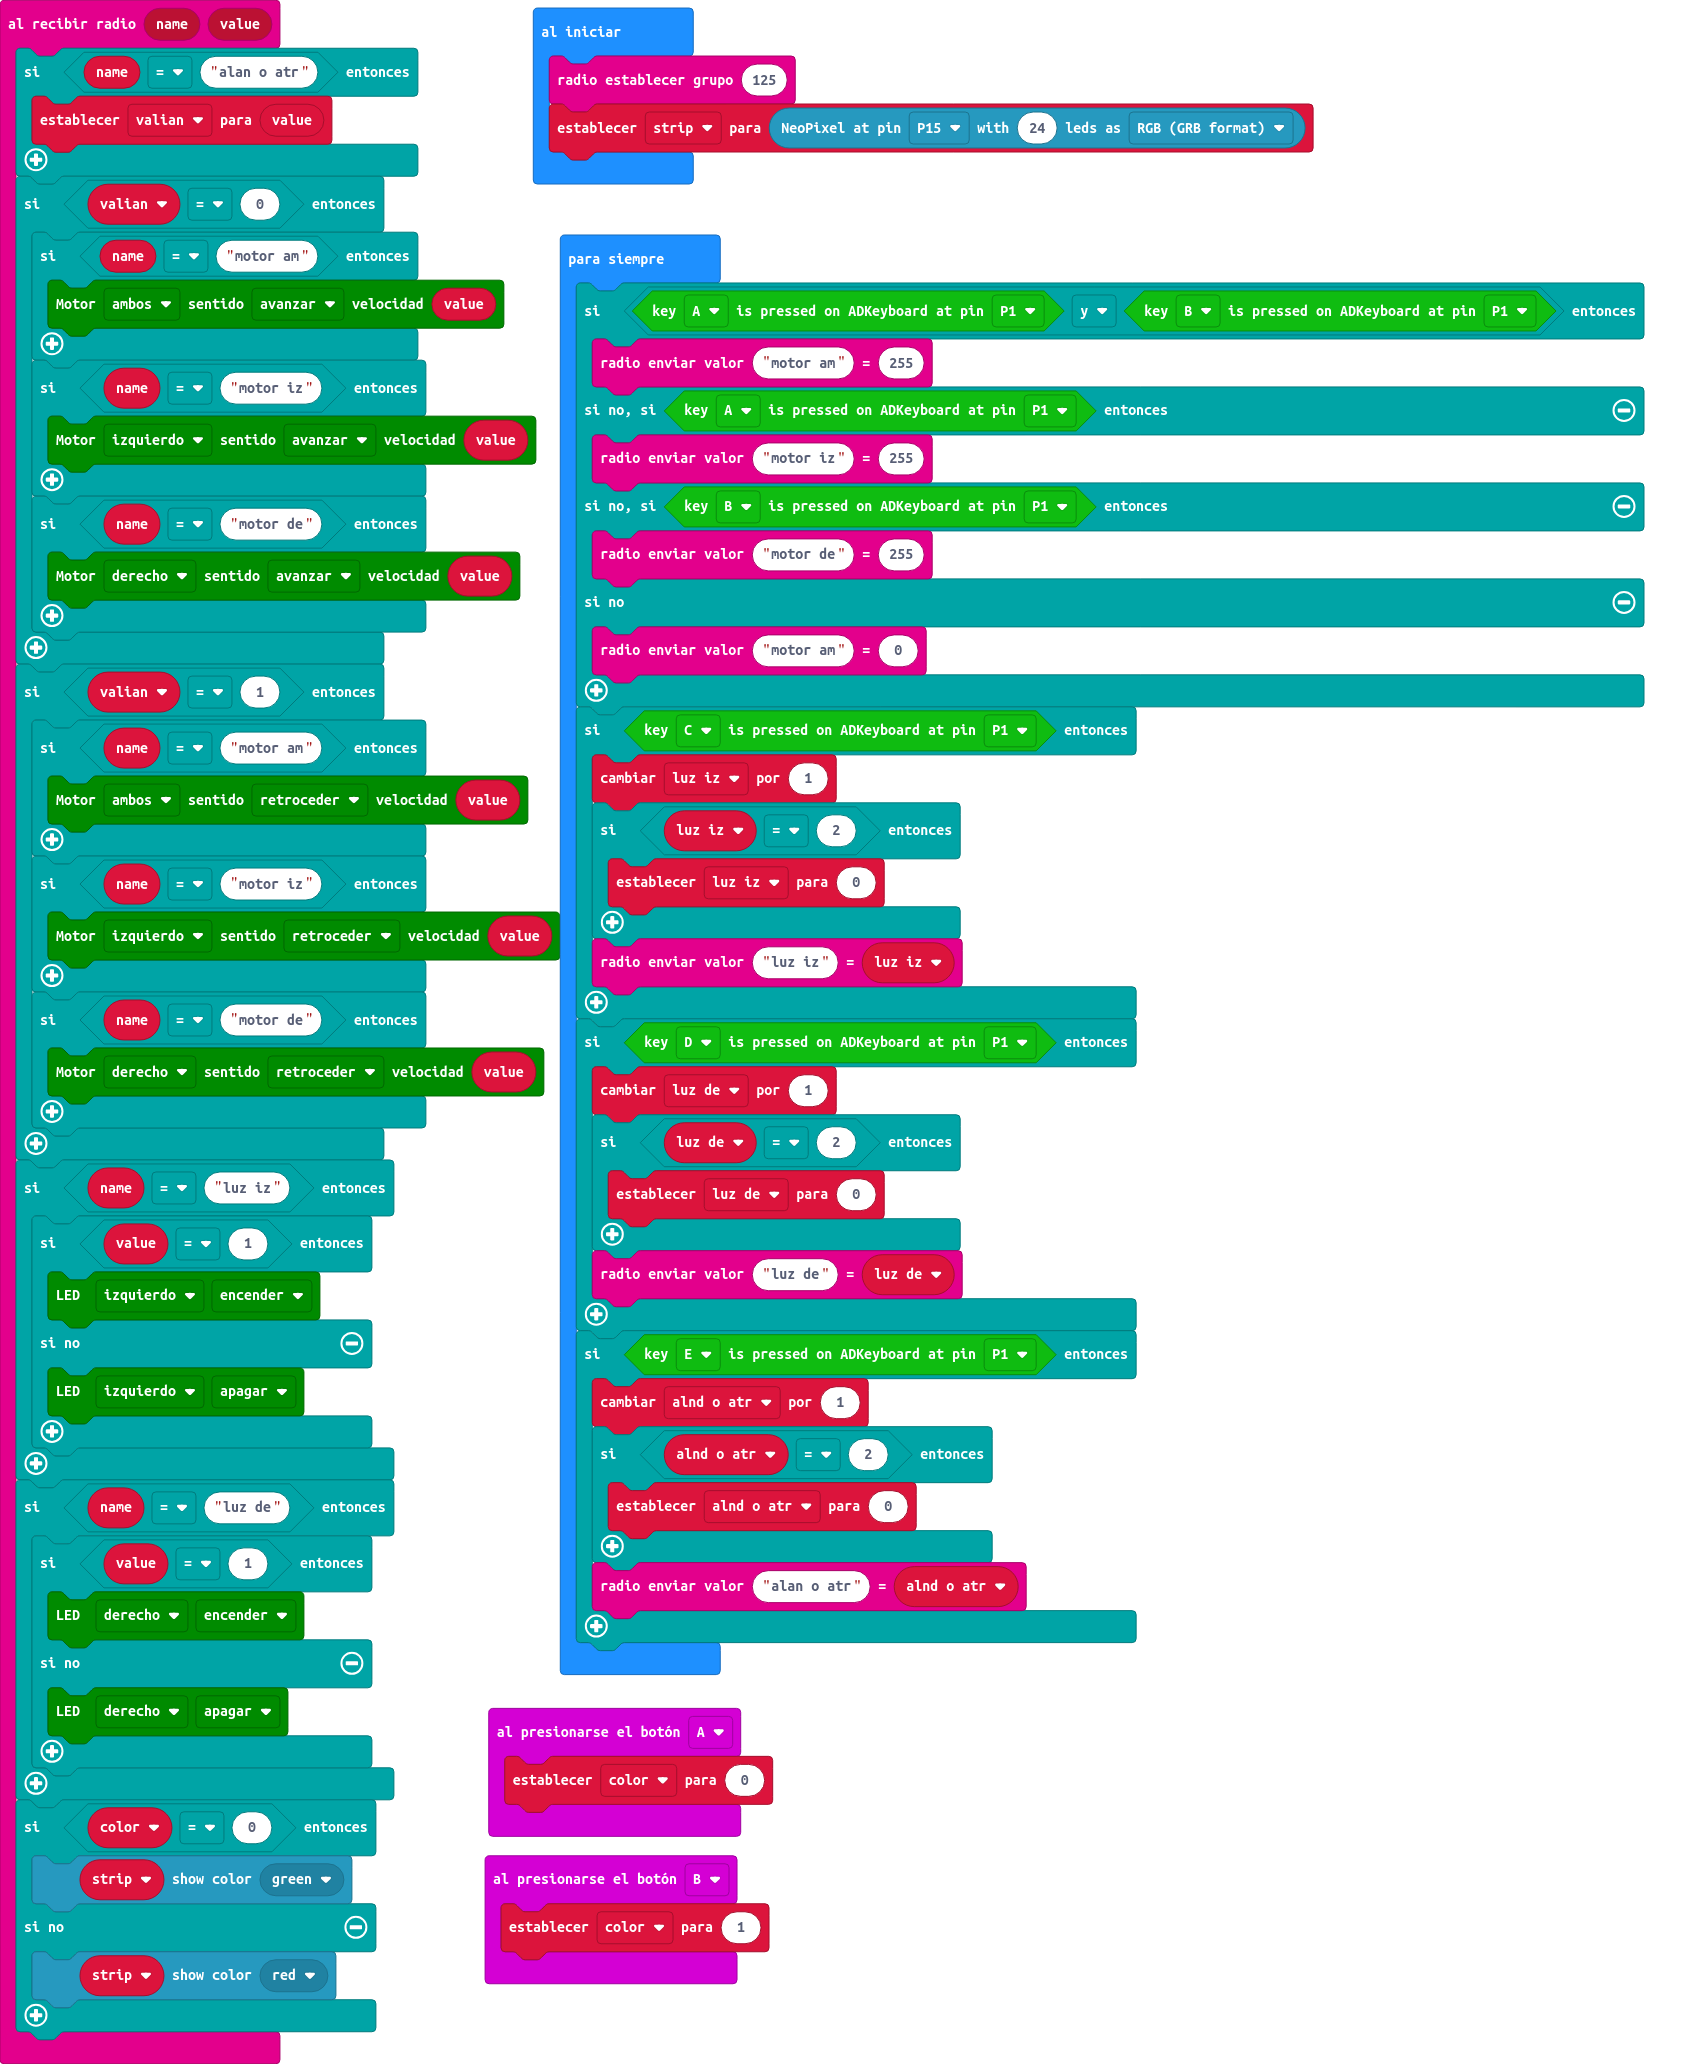 al recibir radio name value
si name = "alan o atr" entonces
establecer valian para value
si valian = 0 entonces
si name = "motor am" entonces
Motor ambos sentido avanzar velocidad value
si name = "motor iz" entonces
Motor izquierdo sentido avanzar velocidad value
si name = "motor de" entonces
Motor derecho sentido avanzar velocidad value
si valian = 1 entonces
si name = "motor am" entonces
Motor ambos sentido retroceder velocidad value
si name = "motor iz" entonces
Motor izquierdo sentido retroceder velocidad value
si name = "motor de" entonces
Motor derecho sentido retroceder velocidad value
si name = "luz iz" entonces
si value = 1 entonces
LED izquierdo encender
si no
LED izquierdo apagar
si name = "luz de" entonces
si value = 1 entonces
LED derecho encender
si no
LED derecho apagar
si color = 0 entonces
strip show color green
si no
strip show color red
al iniciar
radio establecer grupo 125
establecer strip para NeoPixel at pin P15 with 24 leds as RGB (GRB format)
para siempre
si key A is pressed on ADKeyboard at pin P1 y key B is pressed on ADKeyboard at pin P1 entonces
radio enviar valor "motor am" = 255
si no, si key A is pressed on ADKeyboard at pin P1 entonces
radio enviar valor "motor iz" = 255
si no, si key B is pressed on ADKeyboard at pin P1 entonces
radio enviar valor "motor de" = 255
si no
radio enviar valor "motor am" = 0
si key C is pressed on ADKeyboard at pin P1 entonces
cambiar luz iz por 1
si luz iz = 2 entonces
establecer luz iz para 0
radio enviar valor "luz iz" = luz iz
si key D is pressed on ADKeyboard at pin P1 entonces
cambiar luz de por 1
si luz de = 2 entonces
establecer luz de para 0
radio enviar valor "luz de" = luz de
si key E is pressed on ADKeyboard at pin P1 entonces
cambiar alnd o atr por 1
si alnd o atr = 2 entonces
establecer alnd o atr para 0
radio enviar valor "alan o atr" = alnd o atr
al presionarse el botón A
establecer color para 0
al presionarse el botón B
establecer color para 1